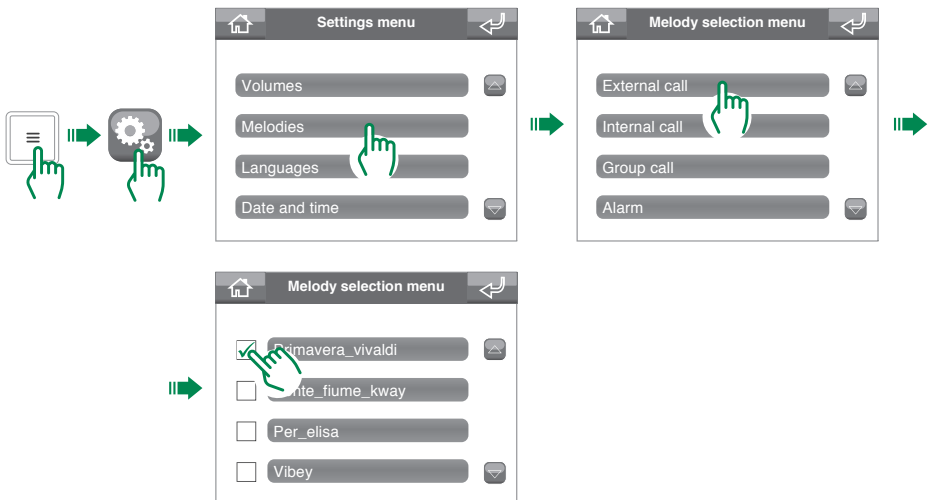 Settings menu
Volumes
Melodies
Languages
Date and time
Melody selection menu
External call
Internal call
Group call
Alarm
Melody selection menu
Primavera_vivaldi
Per_elisa
Vibey